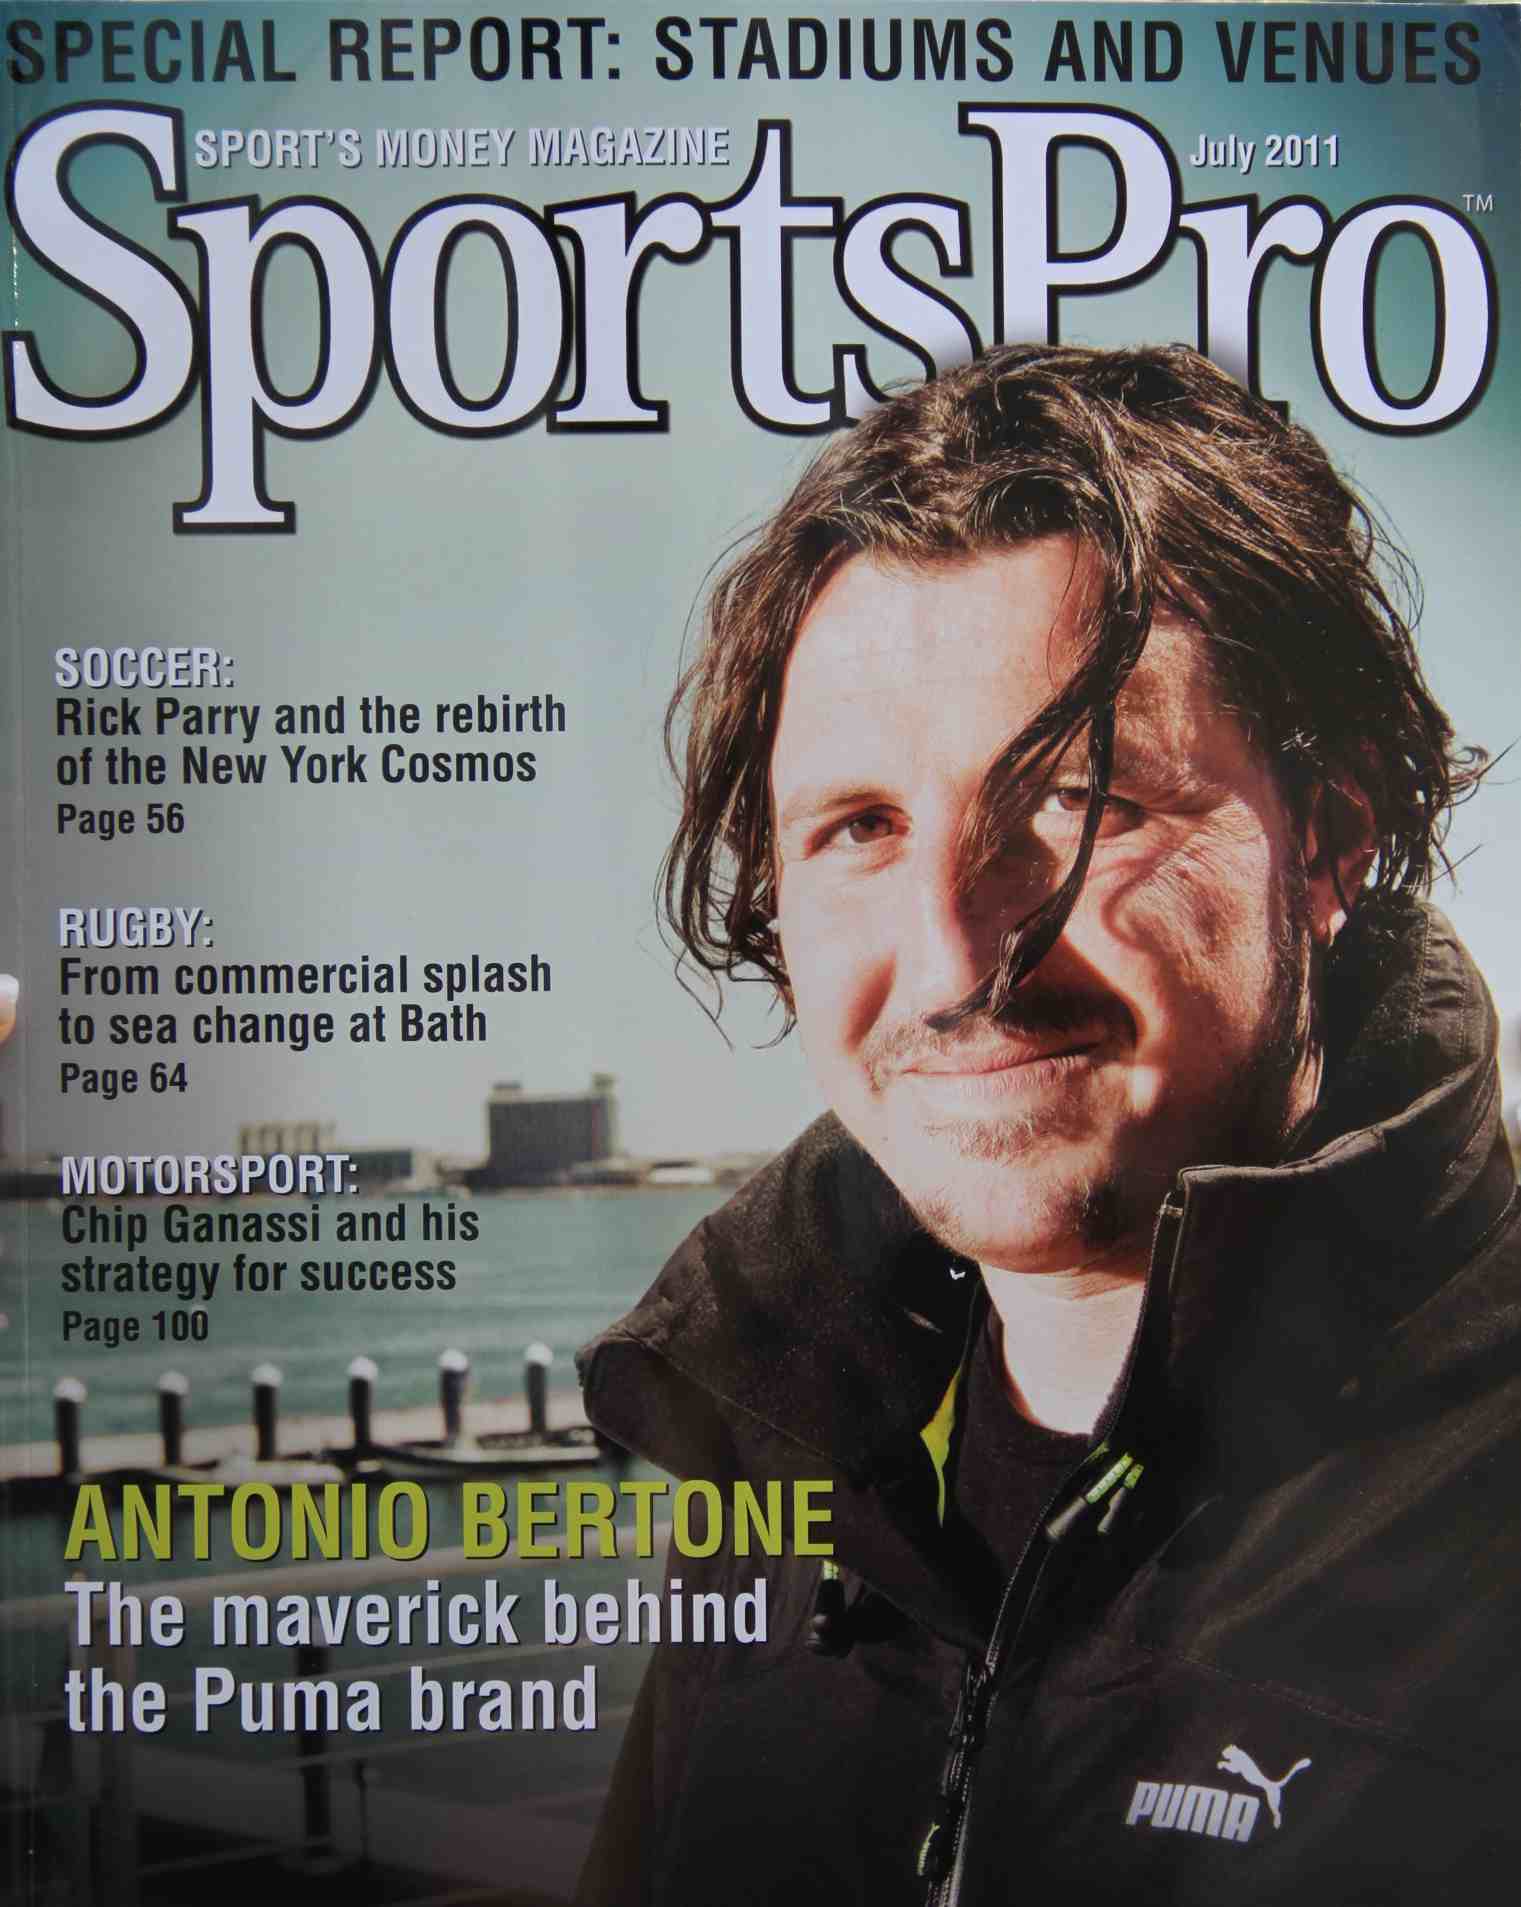 SPECIAL REPORT: STADIUMS AND VENUES
SPORT'S MONEY MAGAZINE
July 2011
SportsPro™
SOCCER:
Rick Parry and the rebirth
of the New York Cosmos
Page 56
RUGBY:
From commercial splash
to sea change at Bath
Page 64
MOTORSPORT:
Chip Ganassi and his
strategy for success
Page 100
ANTONIO BERTONE
The maverick behind
the Puma brand
PUMA